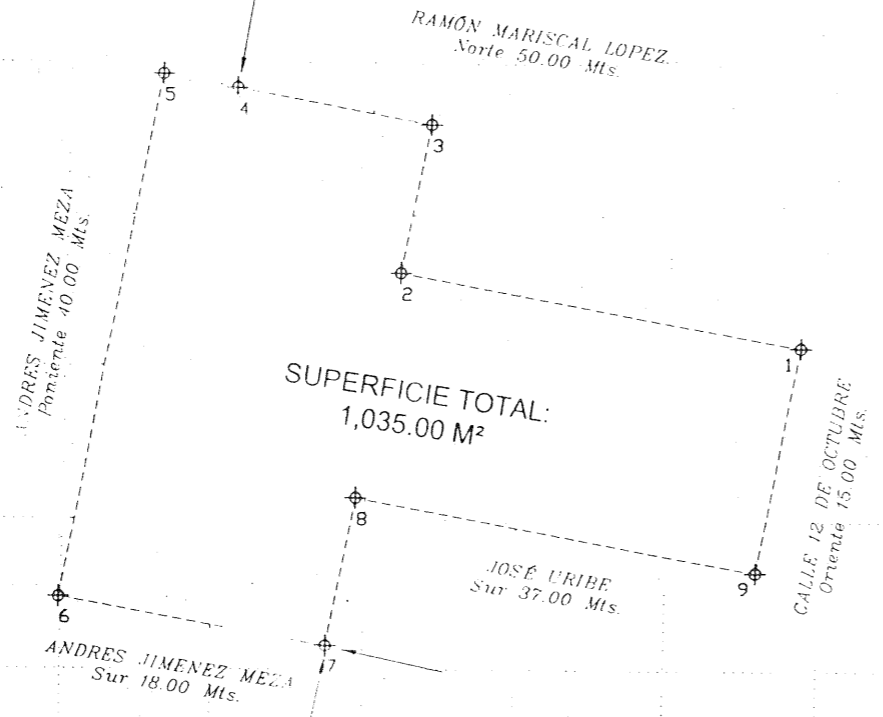 RAMÓN MARISCAL LOPEZ.
Norte 50.00 Mts.
5
4
3
ANDRES JIMENEZ MEZA
Poniente 40.00 Mts.
2
1
SUPERFICIE TOTAL:
1,035.00 M²
CALLE 12 DE OCTUBRE
Oriente 15.00 Mts.
8
JOSÉ URIBE
Sur 37.00 Mts.
9
6
7
ANDRES JIMENEZ MEZA
Sur 18.00 Mts.